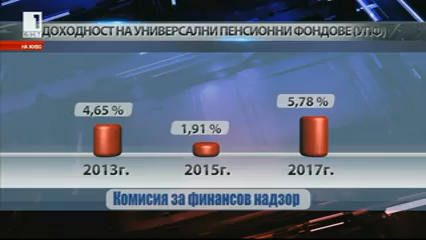 1
БНТ
НА ЖИВО
ДОХОДНОСТ НА УНИВЕРСАЛНИ ПЕНСИОННИ ФОНДОВЕ (УПФ)
4,65 %
1,91 %
5,78 %
2013г.
2015г.
2017г.
Комисия за финансов надзор